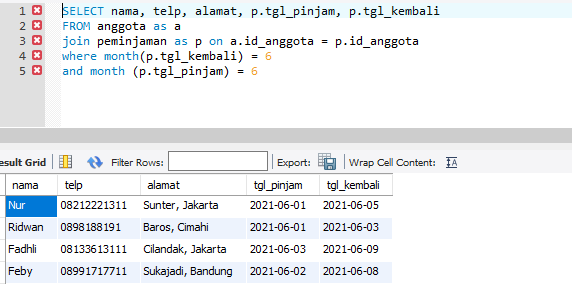 1 SELECT nama, telp, alamat, p.tgl_pinjam, p.tgl_kembali
2 FROM anggota as a
3 join peminjaman as p on a.id_anggota = p.id_anggota
4 where month(p.tgl_kembali) = 6
5 and month (p.tgl_pinjam) = 6
esult Grid Filter Rows: Export: Wrap Cell Content: IA
nama telp alamat tgl_pinjam tgl_kembali
Nur 08212221311 Sunter, Jakarta 2021-06-01 2021-06-05
Ridwan 0898188191 Baros, Cimahi 2021-06-01 2021-06-03
Fadhli 08133613111 Cilandak, Jakarta 2021-06-03 2021-06-09
Feby 08991717711 Sukajadi, Bandung 2021-06-02 2021-06-08